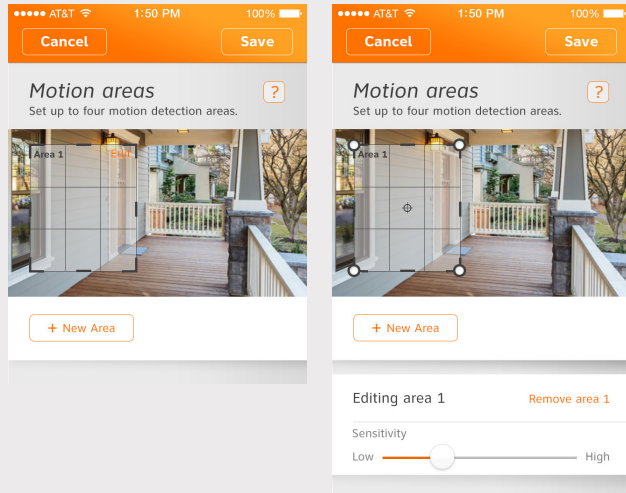 AT&T 1:50 PM 100%
Cancel Save
Motion areas ?
Set up to four motion detection areas.
Area 1 Edit
+ New Area
AT&T 1:50 PM 100%
Cancel Save
Motion areas ?
Set up to four motion detection areas.
Area 1
+ New Area
Editing area 1 Remove area 1
Sensitivity
Low High